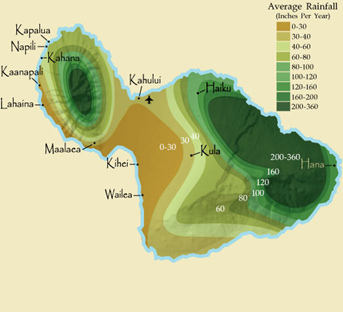 Average Rainfall
(Inches Per Year)
0-30
30-40
40-60
60-80
80-100
100-120
120-160
160-200
200-360
Kapalua
Napili
Kahana
Kaanapali
Lahaina
Kahului
Haiku
Maalaea
Kihei
Kula
Wailea
Hana
0-30
30
40
200-360
160
120
100
80
60